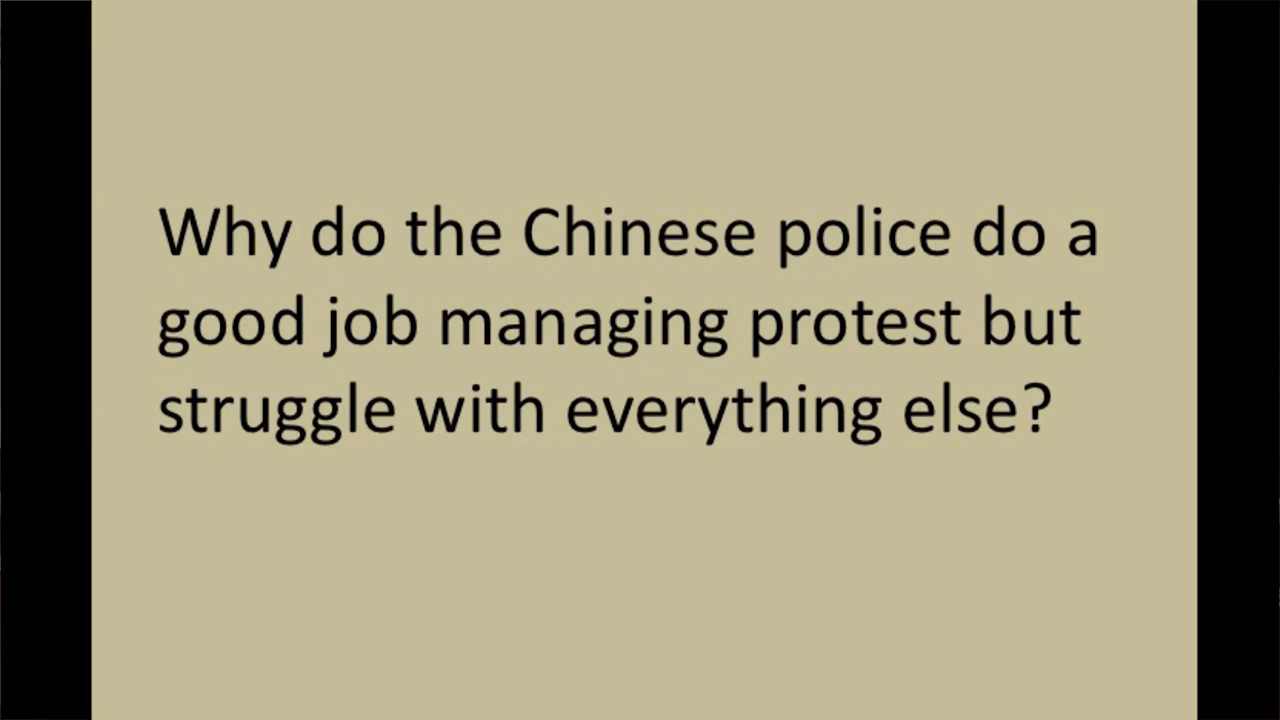 Why do the Chinese police do a
good job managing protest but
struggle with everything else?